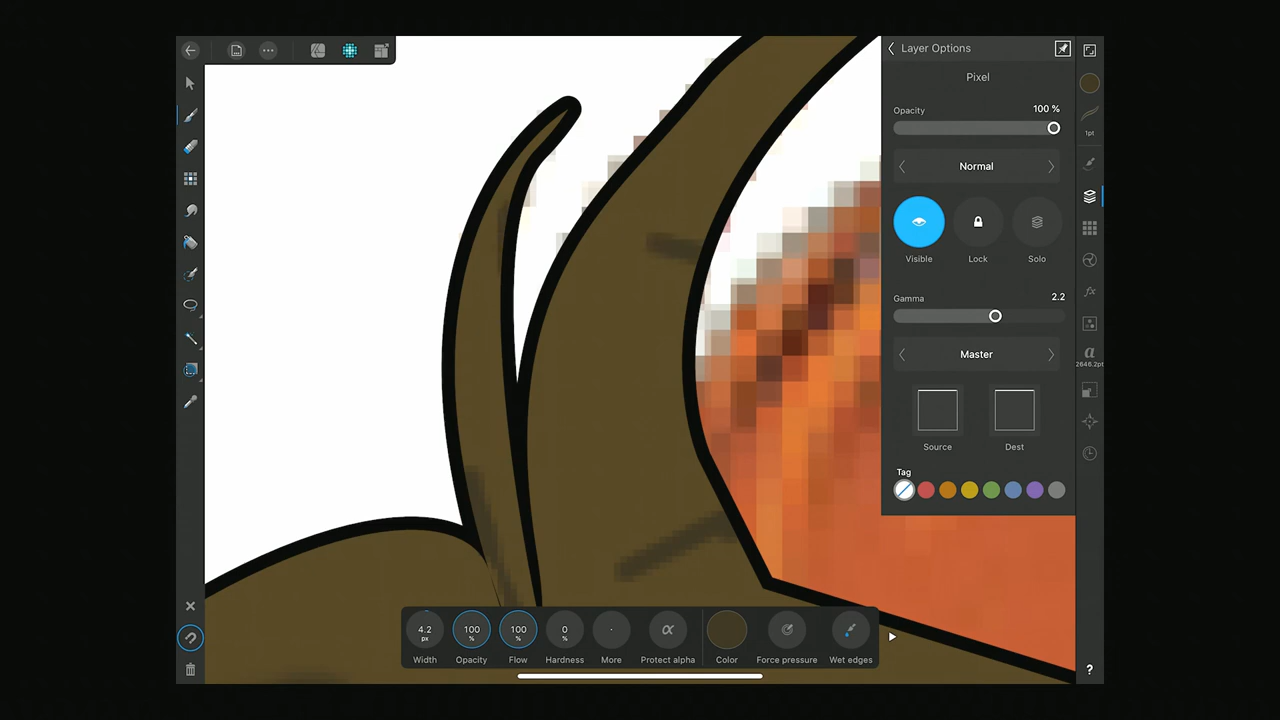 Layer Options
Pixel
Opacity
100 %
1pt
Normal
Visible
Lock
Solo
Gamma
2.2
Master
a
2646.2pt
Source
Dest
Tag
4.2
px
100
%
100
%
0
%
Width
Opacity
Flow
Hardness
More
Protect alpha
Color
Force pressure
Wet edges
?